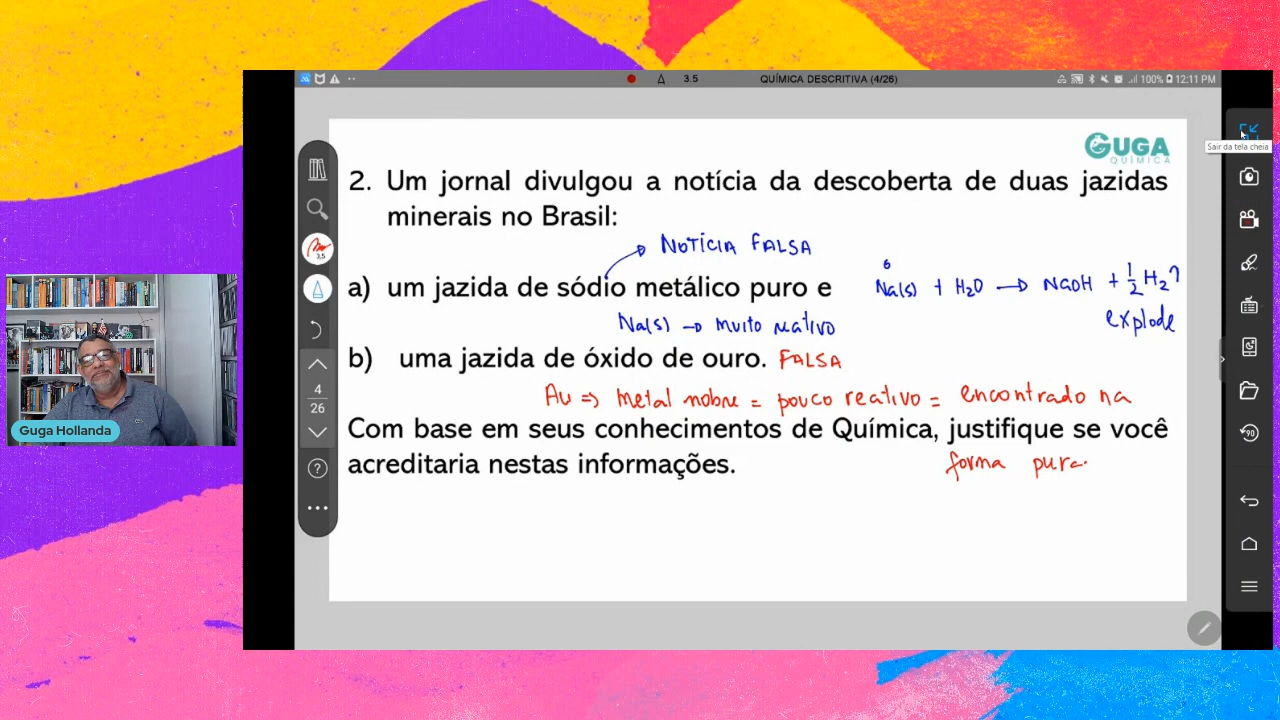 3.5
QUÍMICA DESCRITIVA (4/26)
100% 12:11 PM
GUGA
QUÍMICA
Sair da tela cheia
2. Um jornal divulgou a notícia da descoberta de duas jazidas
minerais no Brasil:
NOTÍCIA FALSA
a) um jazida de sódio metálico puro e
0
Na(s) + H2O → NaOH + 1/2 H2↑
Na(s) → muito reativo
explode
b) uma jazida de óxido de ouro. FALSA
Au => metal nobre = pouco reativo = encontrado na
Com base em seus conhecimentos de Química, justifique se você
acreditaria nestas informações.
forma pura.
3,5
4
26
?
90
Guga Hollanda